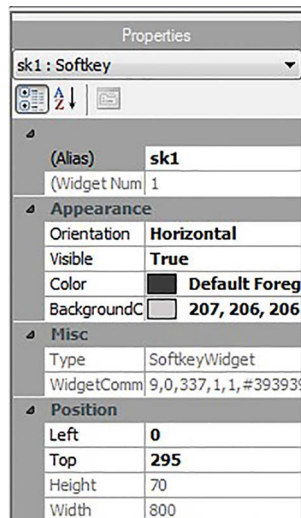 Properties
sk1 : Softkey
(Alias) sk1
(Widget Num 1
Appearance
Orientation Horizontal
Visible True
Color Default Foreg
BackgroundC 207, 206, 206
Misc
Type SoftkeyWidget
WidgetComm 9,0,337,1,1,#393939
Position
Left 0
Top 295
Height 70
Width 800